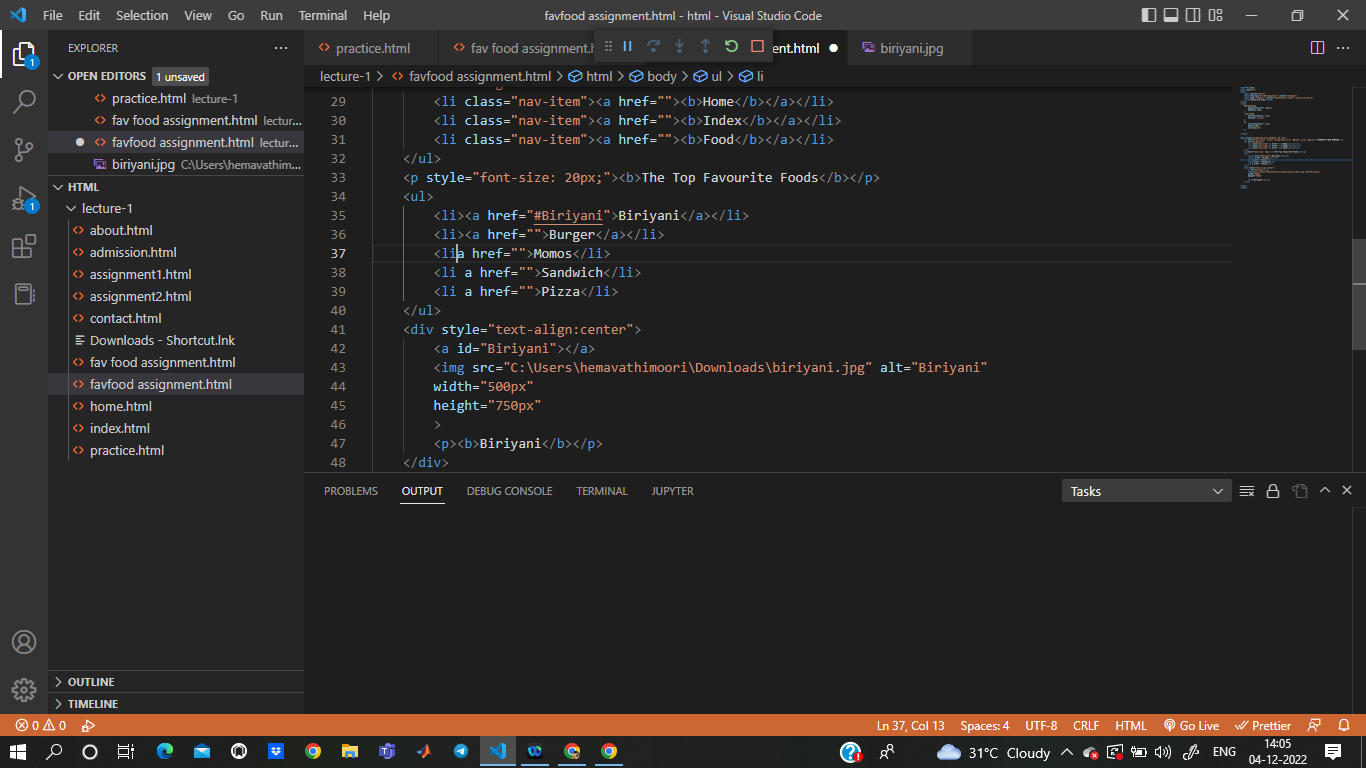 File Edit Selection View Go Run Terminal Help favfood assignment.html - html - Visual Studio Code
EXPLORER
OPEN EDITORS 1 unsaved
practice.html lecture-1
fav food assignment.html lectur...
favfood assignment.html lectur...
biriyani.jpg C:\Users\hemavathim...
HTML
lecture-1
about.html
admission.html
assignment1.html
assignment2.html
contact.html
Downloads - Shortcut.lnk
fav food assignment.html
favfood assignment.html
home.html
index.html
practice.html
OUTLINE
TIMELINE
practice.html fav food assignment.h ment.html biriyani.jpg
lecture-1 > favfood assignment.html > html > body > ul > li
29 <li class="nav-item"><a href=""><b>Home</b></a></li>
30 <li class="nav-item"><a href=""><b>Index</b></a></li>
31 <li class="nav-item"><a href=""><b>Food</b></a></li>
32 </ul>
33 <p style="font-size: 20px;"><b>The Top Favourite Foods</b></p>
34 <ul>
35 <li><a href="#Biriyani">Biriyani</a></li>
36 <li><a href="">Burger</a></li>
37 <lia href="">Momos</li>
38 <li a href="">Sandwich</li>
39 <li a href="">Pizza</li>
40 </ul>
41 <div style="text-align:center">
42 <a id="Biriyani"></a>
43 <img src="C:\Users\hemavathimoori\Downloads\biriyani.jpg" alt="Biriyani"
44 width="500px"
45 height="750px"
46 >
47 <p><b>Biriyani</b></p>
48 </div>
PROBLEMS OUTPUT DEBUG CONSOLE TERMINAL JUPYTER Tasks
0 0 Ln 37, Col 13 Spaces: 4 UTF-8 CRLF HTML Go Live Prettier
31°C Cloudy ENG 14:05
04-12-2022